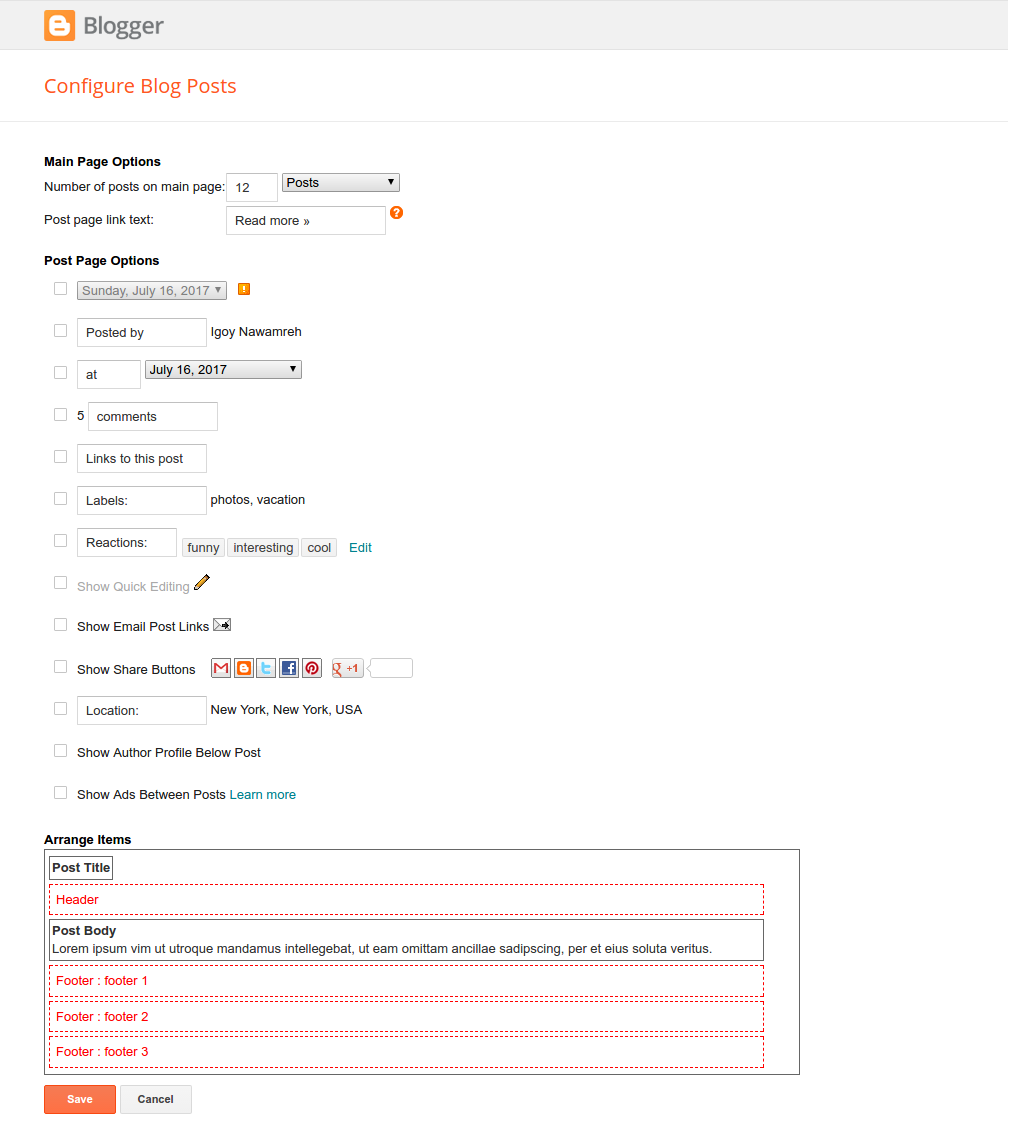 Blogger
Configure Blog Posts
Main Page Options
Number of posts on main page: 12 Posts
Post page link text: Read more »
Post Page Options
Sunday, July 16, 2017
Posted by Igoy Nawamreh
at July 16, 2017
5 comments
Links to this post
Labels: photos, vacation
Reactions: funny interesting cool Edit
Show Quick Editing
Show Email Post Links
Show Share Buttons g +1
Location: New York, New York, USA
Show Author Profile Below Post
Show Ads Between Posts Learn more
Arrange Items
Post Title
Header
Post Body
Lorem ipsum vim ut utroque mandamus intellegebat, ut eam omittam ancillae sadipscing, per et eius soluta veritus.
Footer : footer 1
Footer : footer 2
Footer : footer 3
Save Cancel